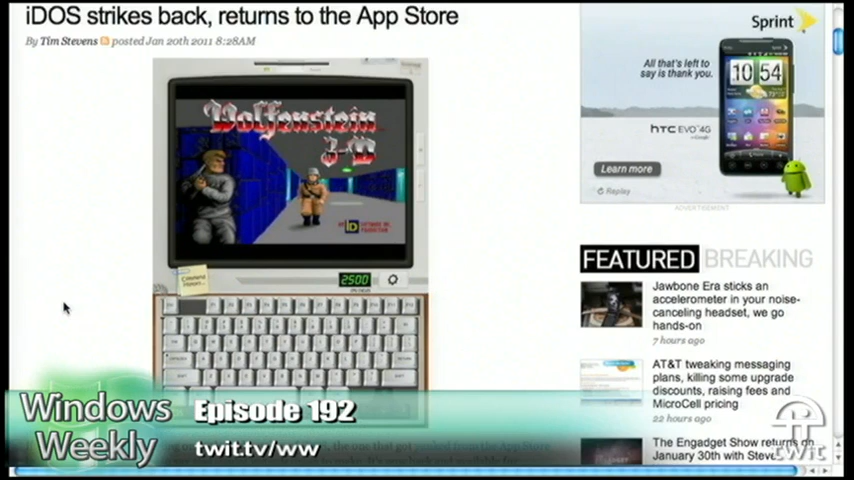 iDOS strikes back, returns to the App Store
By Tim Stevens posted Jan 20th 2011 8:28AM
Wolfenstein
3-D
2500
Sprint
All that's left to
say is thank you.
10 54
HTC EVO 4G
Learn more
Replay
ADVERTISEMENT
FEATURED BREAKING
Jawbone Era sticks an
accelerometer in your noise-
canceling headset, we go
hands-on
7 hours ago
AT&T tweaking messaging
plans, killing some upgrade
discounts, raising fees and
MicroCell pricing
22 hours ago
The Engadget Show returns on
January 30th with Steve
Windows
Weekly
Episode 192
twit.tv/ww
twit